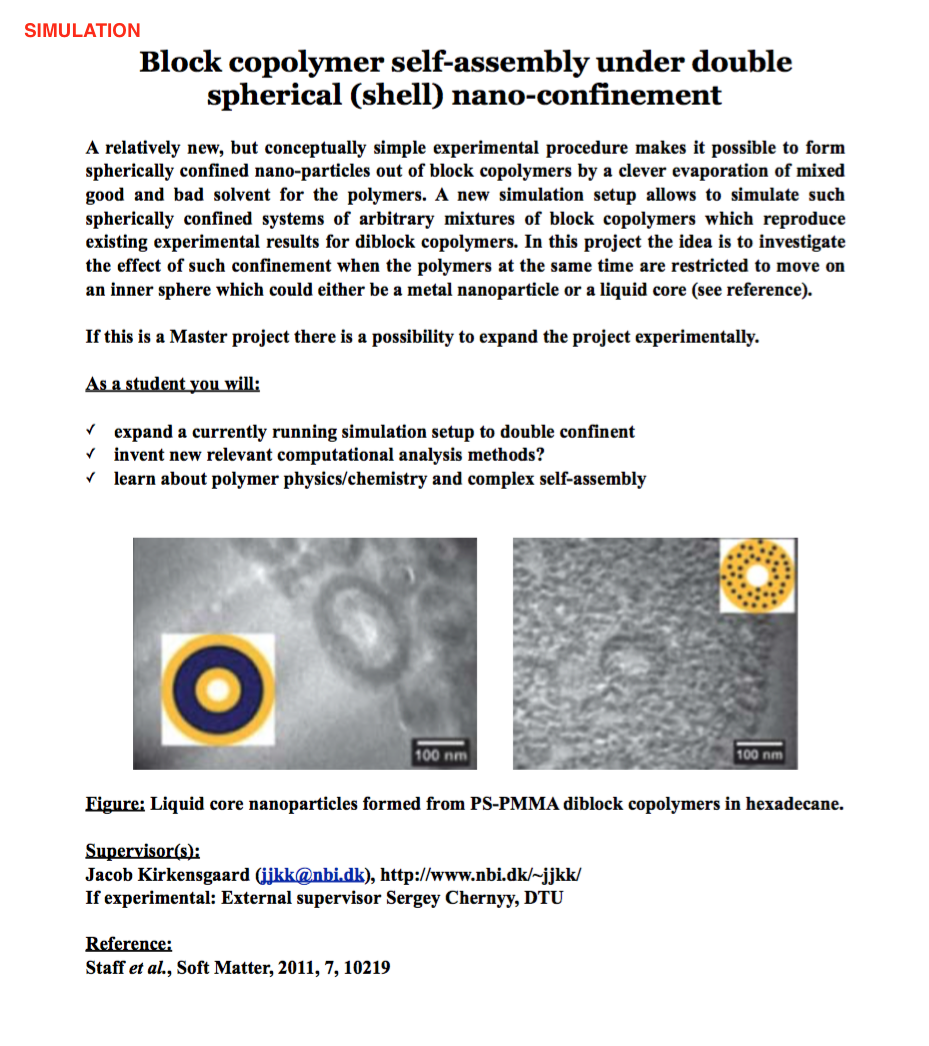 SIMULATION
Block copolymer self-assembly under double
spherical (shell) nano-confinement
A relatively new, but conceptually simple experimental procedure makes it possible to form
spherically confined nano-particles out of block copolymers by a clever evaporation of mixed
good and bad solvent for the polymers. A new simulation setup allows to simulate such
spherically confined systems of arbitrary mixtures of block copolymers which reproduce
existing experimental results for diblock copolymers. In this project the idea is to investigate
the effect of such confinement when the polymers at the same time are restricted to move on
an inner sphere which could either be a metal nanoparticle or a liquid core (see reference).
If this is a Master project there is a possibility to expand the project experimentally.
As a student you will:
✓ expand a currently running simulation setup to double confinent
✓ invent new relevant computational analysis methods?
✓ learn about polymer physics/chemistry and complex self-assembly
100 nm
100 nm
Figure: Liquid core nanoparticles formed from PS-PMMA diblock copolymers in hexadecane.
Supervisor(s):
Jacob Kirkensgaard (jjkk@nbi.dk), http://www.nbi.dk/~jjkk/
If experimental: External supervisor Sergey Chernyy, DTU
Reference:
Staff et al., Soft Matter, 2011, 7, 10219